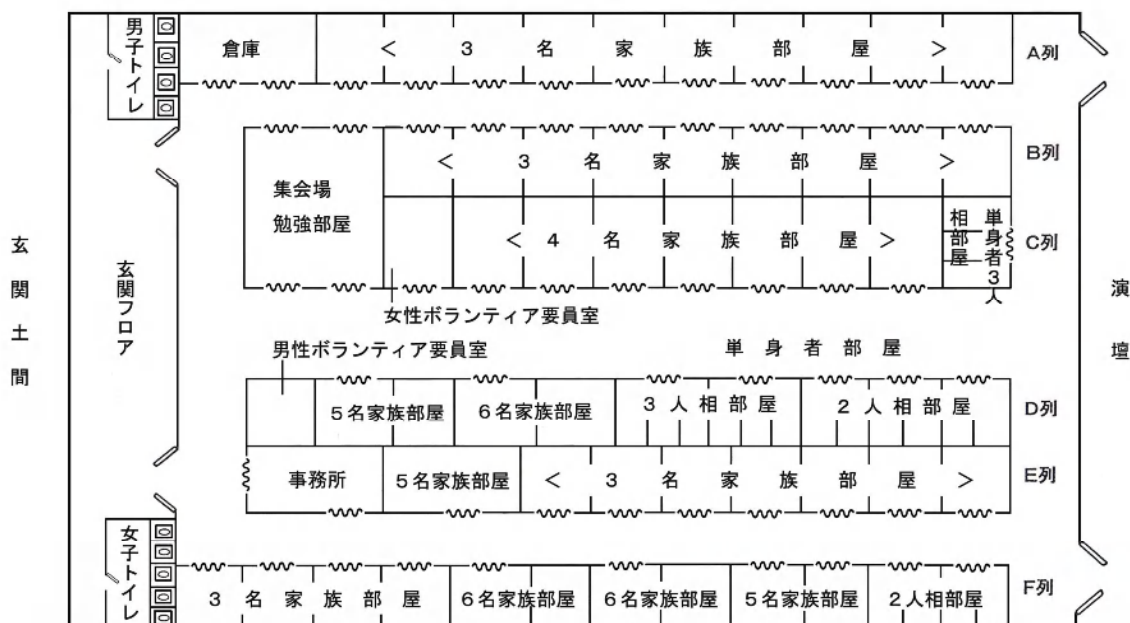 男子トイレ
倉庫
＜ 3 名 家 族 部 屋 ＞
A列
集会場
勉強部屋
＜ 3 名 家 族 部 屋 ＞
B列
＜ 4 名 家 族 部 屋 ＞
単身者3人
相部屋
C列
玄関土間
玄関フロア
演壇
女性ボランティア要員室
男性ボランティア要員室
単 身 者 部 屋
5名家族部屋
6名家族部屋
3 人 相 部 屋
2 人 相 部 屋
D列
事務所
5名家族部屋
＜ 3 名 家 族 部 屋 ＞
E列
女子トイレ
3 名 家 族 部 屋
6名家族部屋
6名家族部屋
5名家族部屋
2人相部屋
F列